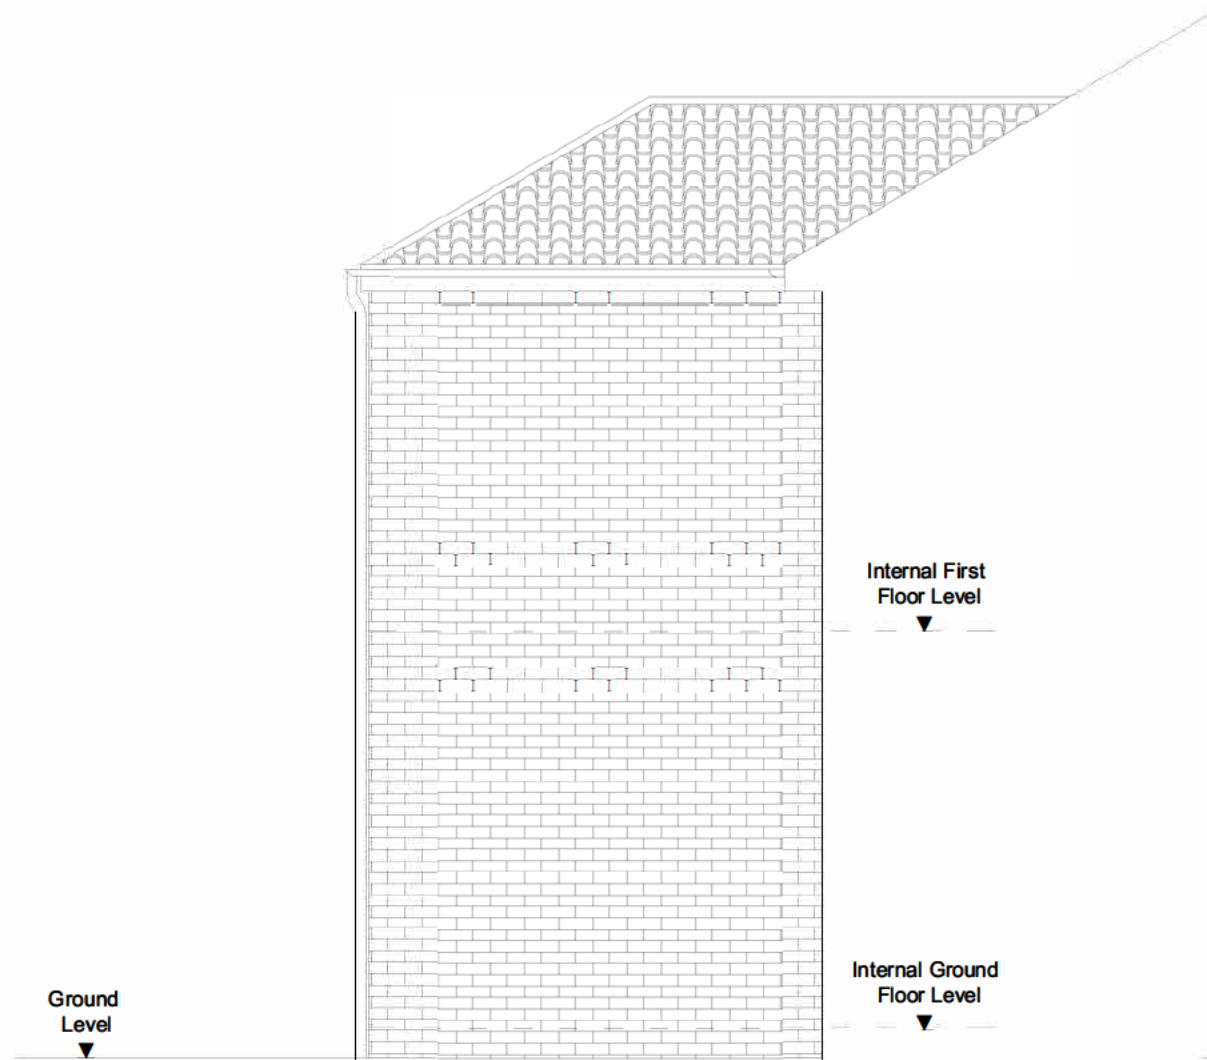 Internal First
Floor Level
Internal Ground
Floor Level
Ground
Level